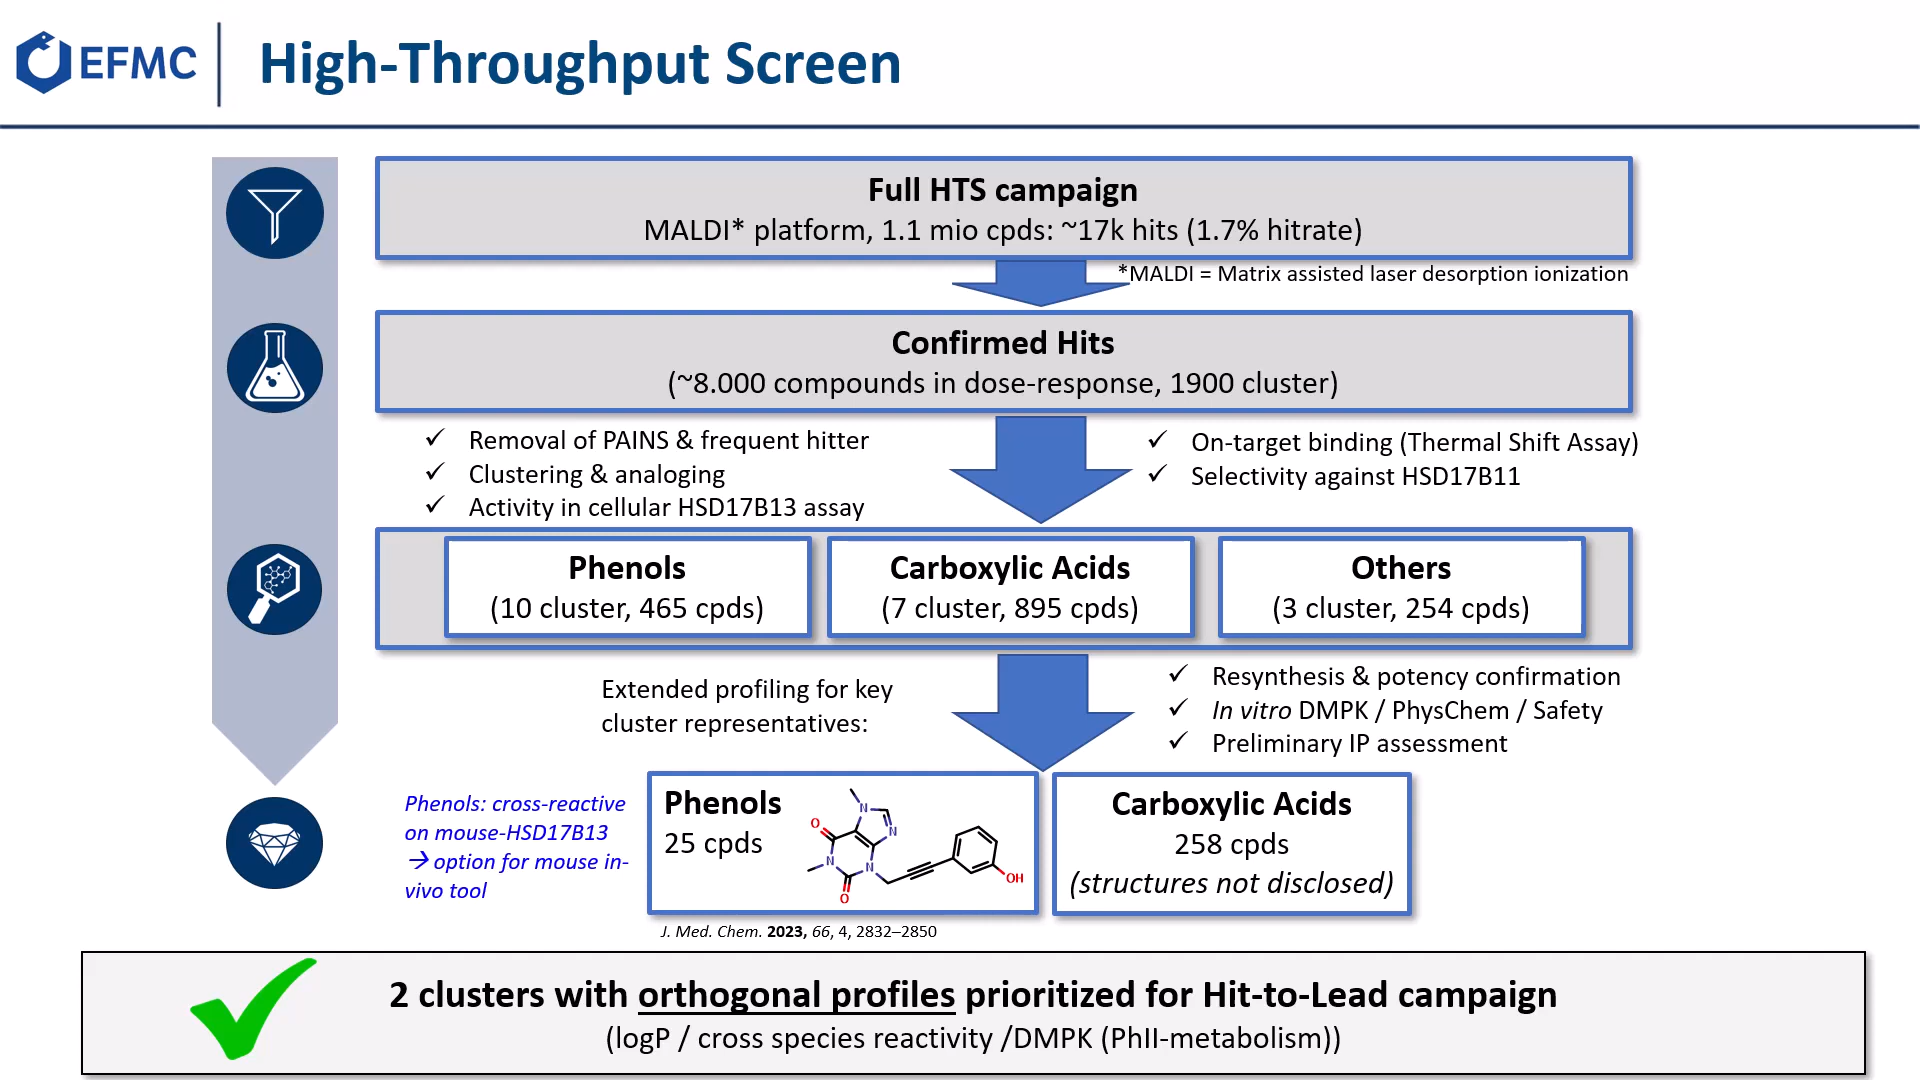 EFMC
High-Throughput Screen
Full HTS campaign
MALDI* platform, 1.1 mio cpds: ~17k hits (1.7% hitrate)
*MALDI = Matrix assisted laser desorption ionization
Confirmed Hits
(~8.000 compounds in dose-response, 1900 cluster)
✓ Removal of PAINS & frequent hitter
✓ Clustering & analoging
✓ Activity in cellular HSD17B13 assay
✓ On-target binding (Thermal Shift Assay)
✓ Selectivity against HSD17B11
Phenols
(10 cluster, 465 cpds)
Carboxylic Acids
(7 cluster, 895 cpds)
Others
(3 cluster, 254 cpds)
Extended profiling for key
cluster representatives:
✓ Resynthesis & potency confirmation
✓ In vitro DMPK / PhysChem / Safety
✓ Preliminary IP assessment
Phenols: cross-reactive
on mouse-HSD17B13
→ option for mouse in-
vivo tool
Phenols
25 cpds
N
N
O
N
N
O
OH
Carboxylic Acids
258 cpds
(structures not disclosed)
J. Med. Chem. 2023, 66, 4, 2832–2850
2 clusters with orthogonal profiles prioritized for Hit-to-Lead campaign
(logP / cross species reactivity /DMPK (PhII-metabolism))